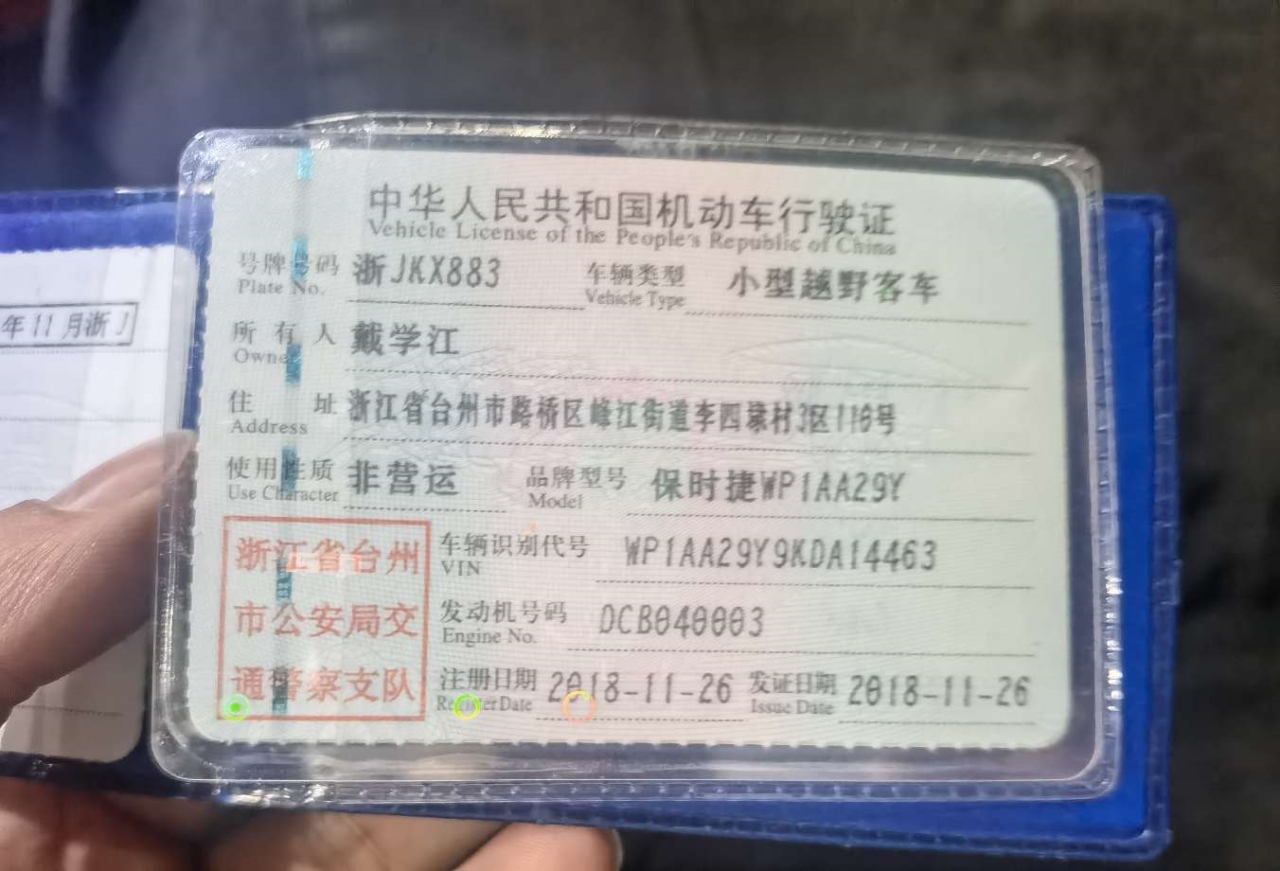 中华人民共和国机动车行驶证
Vehicle License of the People's Republic of China
号牌号码 浙JKX883 车辆类型 小型越野客车
Plate No. Vehicle Type
年11月浙J
所有人 戴学江
Owner
住址 浙江省台州市路桥区峰江街道李四渌村3区110号
Address
使用性质 非营运 品牌型号 保时捷WP1AA29Y
Use Character Model
浙江省台州
市公安局交
通警察支队
车辆识别代号 WP1AA29Y9KDA14463
VIN
发动机号码 DCB040003
Engine No.
注册日期 2018-11-26 发证日期 2018-11-26
Register Date Issue Date